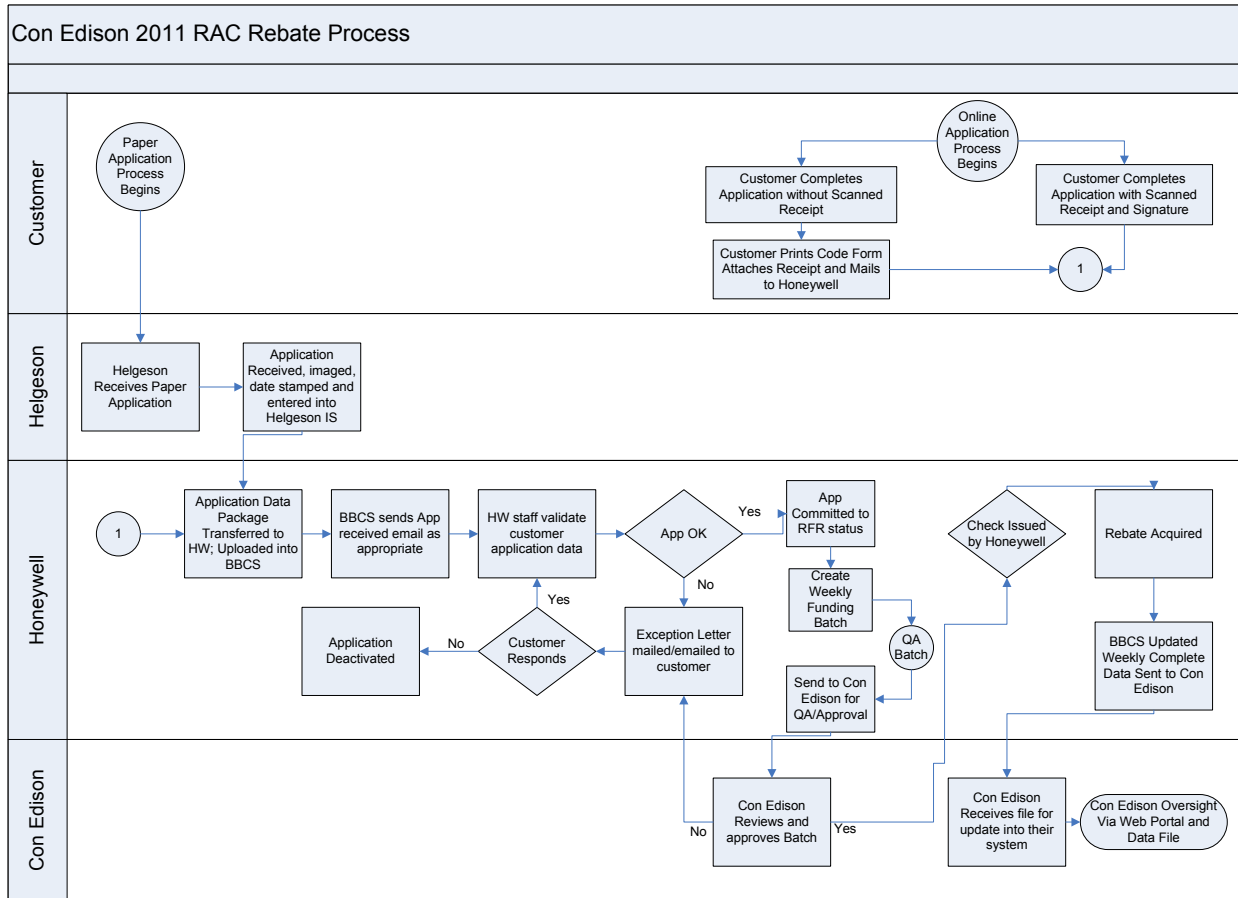 Con Edison 2011 RAC Rebate Process
Customer
Paper
Application
Process
Begins
Online
Application
Process
Begins
Customer Completes
Application without Scanned
Receipt
Customer Completes
Application with Scanned
Receipt and Signature
Customer Prints Code Form
Attaches Receipt and Mails
to Honeywell
1
Helgeson
Helgeson
Receives Paper
Application
Application
Received, imaged,
date stamped and
entered into
Helgeson IS
Honeywell
1
Application Data
Package
Transferred to
HW; Uploaded into
BBCS
BBCS sends App
received email as
appropriate
HW staff validate
customer
application data
App OK
Yes
No
App
Committed to
RFR status
Create
Weekly
Funding
Batch
QA
Batch
Send to Con
Edison for
QA/Approval
Exception Letter
mailed/emailed to
customer
Customer
Responds
Yes
No
Application
Deactivated
Check Issued
by Honeywell
Rebate Acquired
BBCS Updated
Weekly Complete
Data Sent to Con
Edison
Con Edison
Con Edison
Reviews and
approves Batch
No
Yes
Con Edison
Receives file for
update into their
system
Con Edison Oversight
Via Web Portal and
Data File